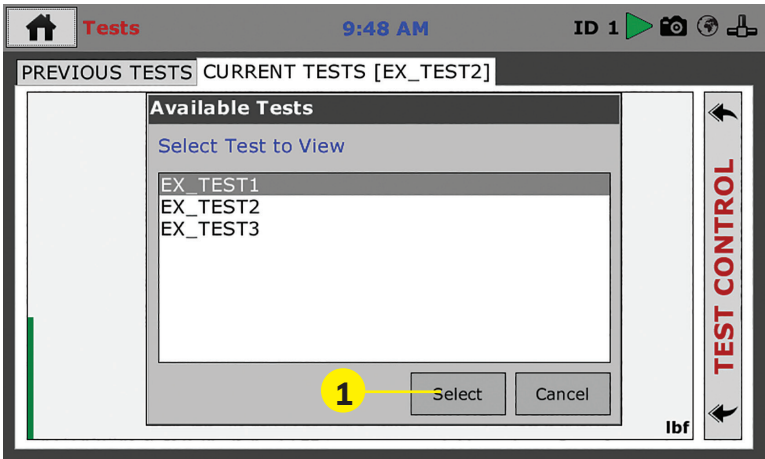 Tests 9:48 AM ID 1
PREVIOUS TESTS CURRENT TESTS [EX_TEST2]
Available Tests
Select Test to View
EX_TEST1
EX_TEST2
EX_TEST3
1 Select Cancel
lbf
TEST CONTROL